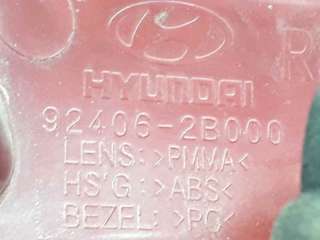 R
HYUNDAI
92406-2B000
LENS:>PMMA<
HS'G:>ABS<
BEZEL:>PC<